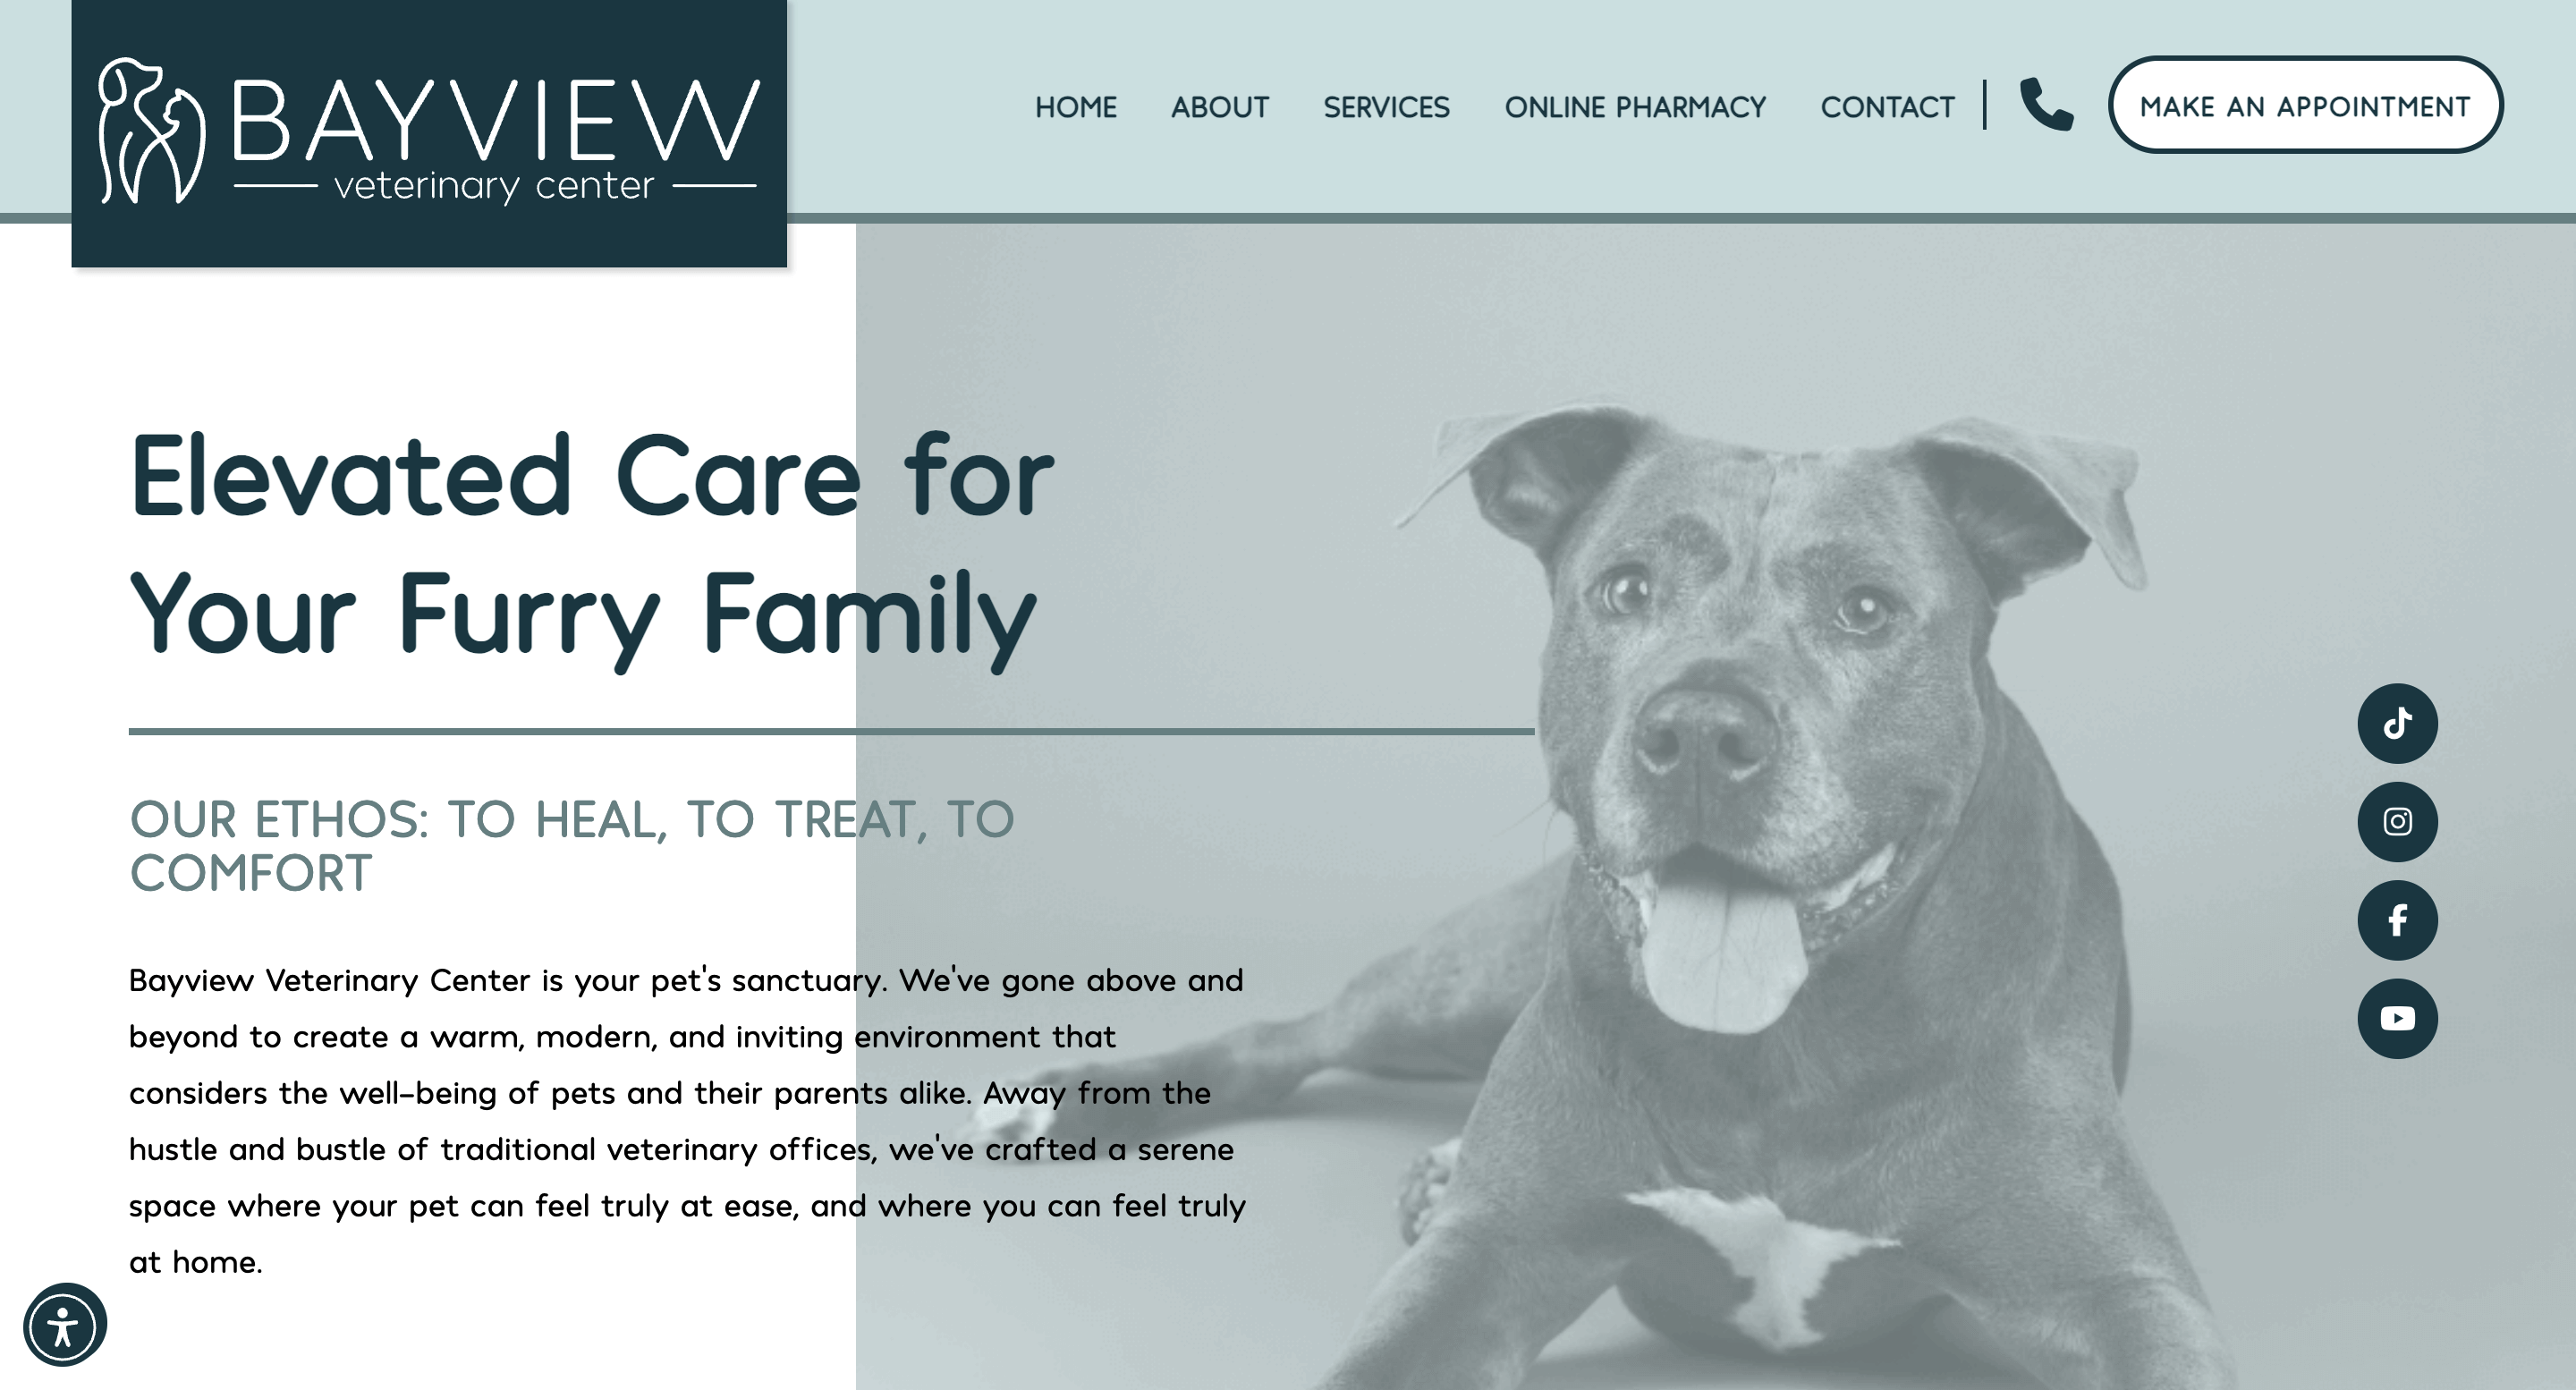 BAYVIEW
veterinary center
HOME ABOUT SERVICES ONLINE PHARMACY CONTACT MAKE AN APPOINTMENT
Elevated Care for
Your Furry Family
OUR ETHOS: TO HEAL, TO TREAT, TO
COMFORT
Bayview Veterinary Center is your pet's sanctuary. We've gone above and
beyond to create a warm, modern, and inviting environment that
considers the well-being of pets and their parents alike. Away from the
hustle and bustle of traditional veterinary offices, we've crafted a serene
space where your pet can feel truly at ease, and where you can feel truly
at home.